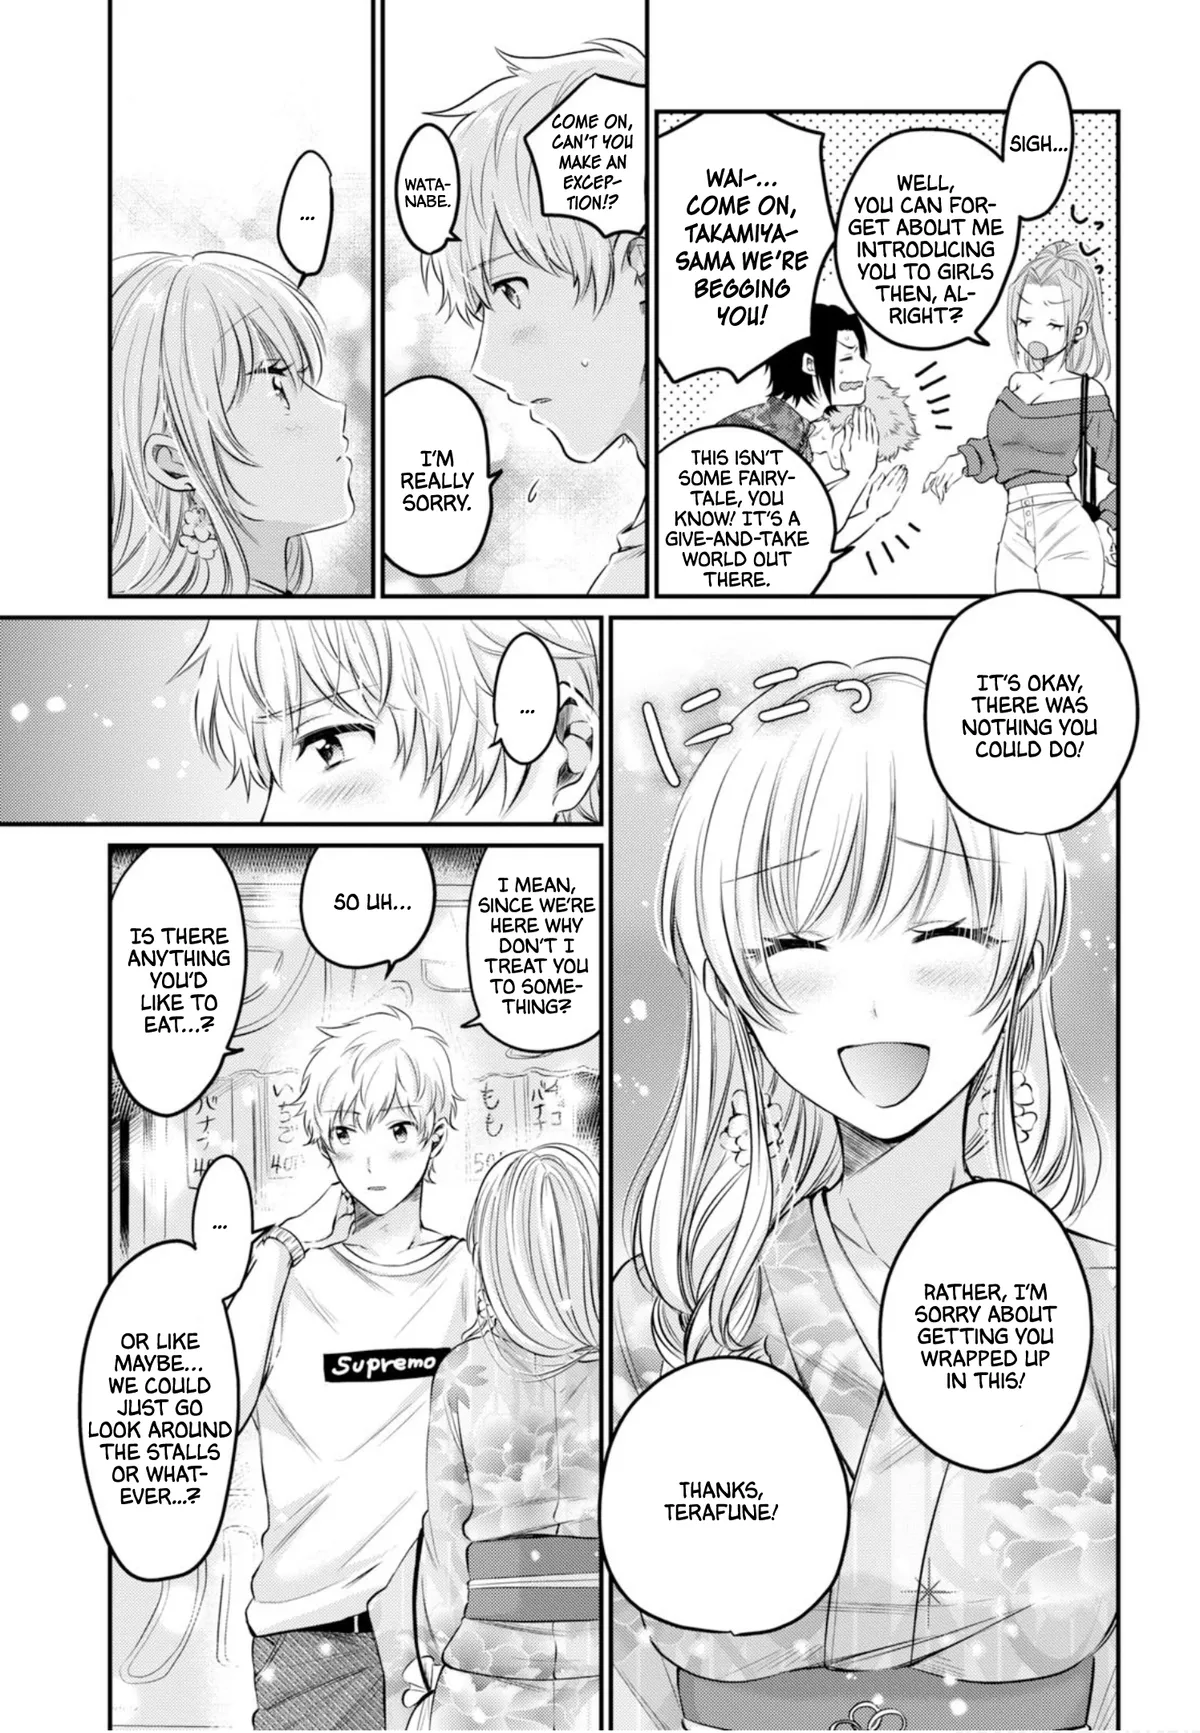 SIGH...
WELL,
YOU CAN FOR-
GET ABOUT ME
INTRODUCING
YOU TO GIRLS
THEN, AL-
RIGHT?
WAI-...
COME ON,
TAKAMIYA-
SAMA WE'RE
BEGGING
YOU!
THIS ISN'T
SOME FAIRY-
TALE, YOU
KNOW! IT'S A
GIVE-AND-TAKE
WORLD OUT
THERE.
COME ON,
CAN'T YOU
MAKE AN
EXCEP-
TION!?
WATA-
NABE.
I'M
REALLY
SORRY.
...
IT'S OKAY,
THERE WAS
NOTHING YOU
COULD DO!
RATHER, I'M
SORRY ABOUT
GETTING YOU
WRAPPED UP
IN THIS!
THANKS,
TERAFUNE!
...
I MEAN,
SINCE WE'RE
HERE WHY
DON'T I
TREAT YOU
TO SOME-
THING?
SO UH...
IS THERE
ANYTHING
YOU'D
LIKE TO
EAT...?
...
OR LIKE
MAYBE...
WE COULD
JUST GO
LOOK AROUND
THE STALLS
OR WHAT-
EVER...?
バナナ
いちご
もも
Supremo